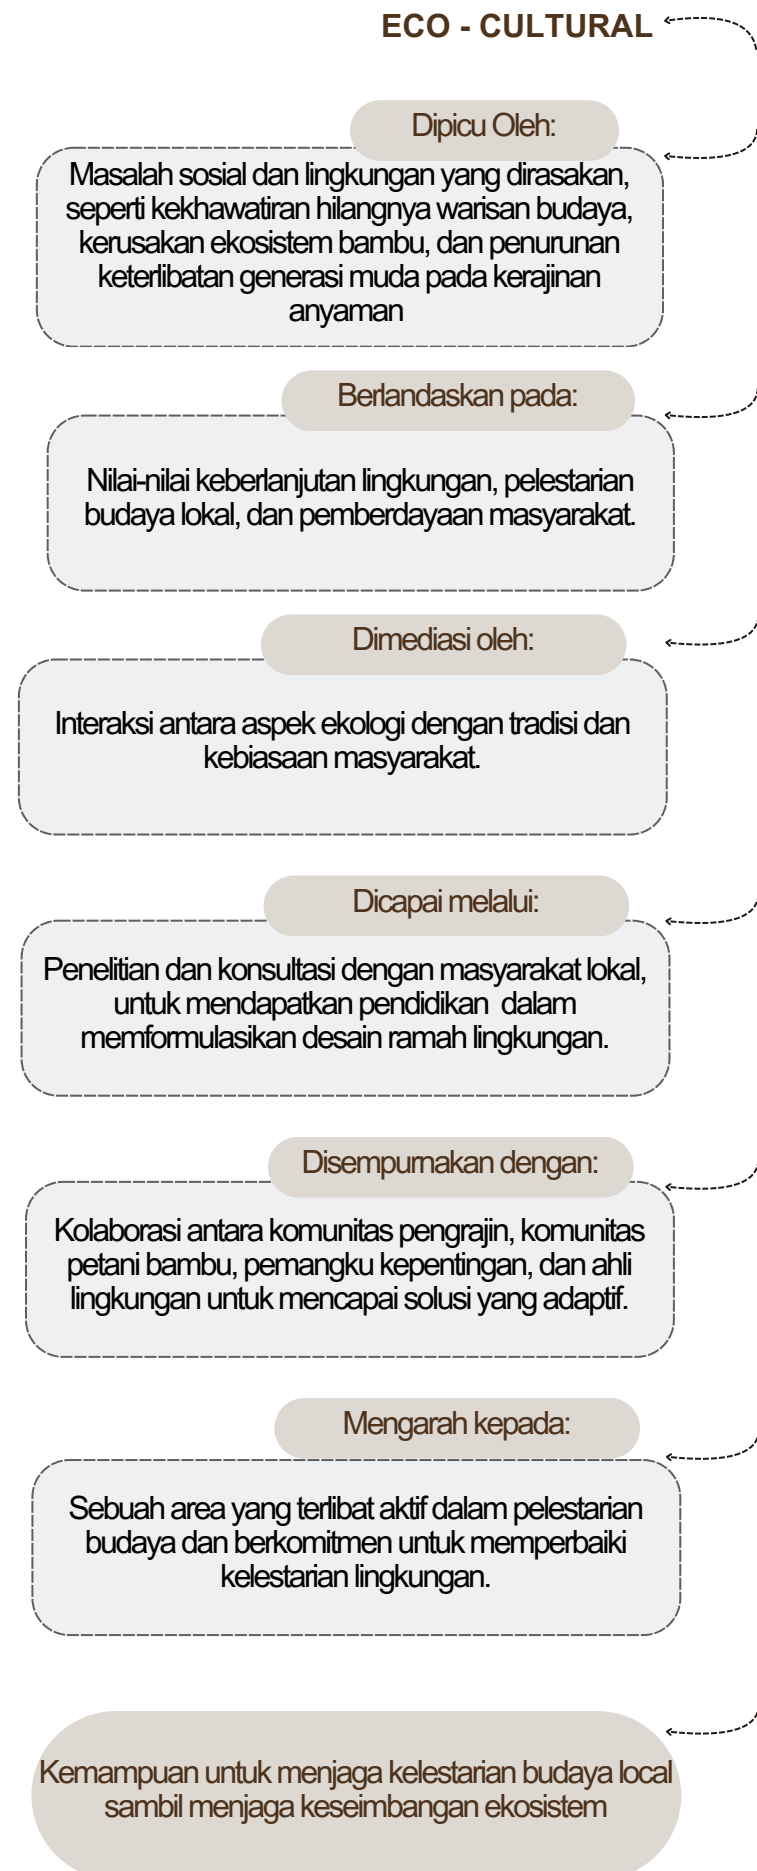 ECO - CULTURAL
Dipicu Oleh:
Masalah sosial dan lingkungan yang dirasakan,
seperti kekhawatiran hilangnya warisan budaya,
kerusakan ekosistem bambu, dan penurunan
keterlibatan generasi muda pada kerajinan
anyaman
Berlandaskan pada:
Nilai-nilai keberlanjutan lingkungan, pelestarian
budaya lokal, dan pemberdayaan masyarakat.
Dimediasi oleh:
Interaksi antara aspek ekologi dengan tradisi dan
kebiasaan masyarakat.
Dicapai melalui:
Penelitian dan konsultasi dengan masyarakat lokal,
untuk mendapatkan pendidikan dalam
memformulasikan desain ramah lingkungan.
Disempurnakan dengan:
Kolaborasi antara komunitas pengrajin, komunitas
petani bambu, pemangku kepentingan, dan ahli
lingkungan untuk mencapai solusi yang adaptif.
Mengarah kepada:
Sebuah area yang terlibat aktif dalam pelestarian
budaya dan berkomitmen untuk memperbaiki
kelestarian lingkungan.
Kemampuan untuk menjaga kelestarian budaya local
sambil menjaga keseimbangan ekosistem